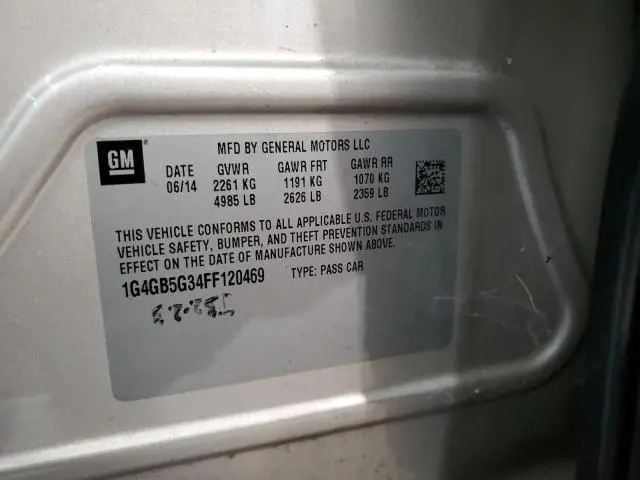 GM
MFD BY GENERAL MOTORS LLC
DATE GVWR GAWR FRT GAWR RR
06/14 2261 KG 1191 KG 1070 KG
4985 LB 2626 LB 2359 LB
THIS VEHICLE CONFORMS TO ALL APPLICABLE U.S. FEDERAL MOTOR
VEHICLE SAFETY, BUMPER, AND THEFT PREVENTION STANDARDS IN
EFFECT ON THE DATE OF MANUFACTURE SHOWN ABOVE.
1G4GB5G34FF120469 TYPE: PASS CAR